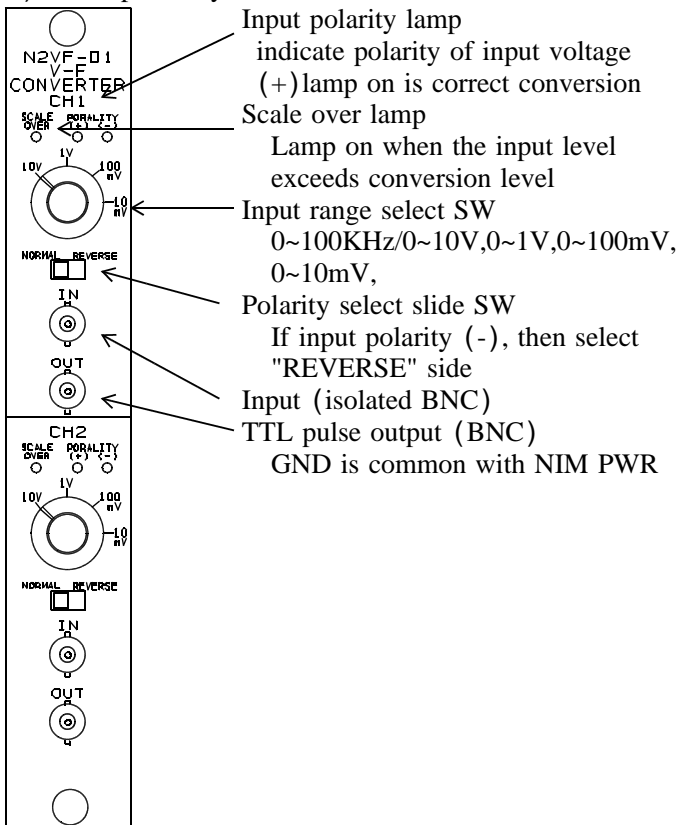 Input polarity lamp
indicate polarity of input voltage
(+)lamp on is correct conversion
Scale over lamp
Lamp on when the input level
exceeds conversion level
Input range select SW
0~100KHz/0~10V,0~1V,0~100mV,
0~10mV,
Polarity select slide SW
If input polarity (-), then select
"REVERSE" side
Input (isolated BNC)
TTL pulse output (BNC)
GND is common with NIM PWR
N2VF-01
V-F
CONVERTER
CH1
SCALE PORALITY
OVER (+) (-)
1V
10V 100
mV
10
mV
NORMAL REVERSE
IN
OUT
CH2
SCALE PORALITY
OVER (+) (-)
1V
10V 100
mV
10
mV
NORMAL REVERSE
IN
OUT